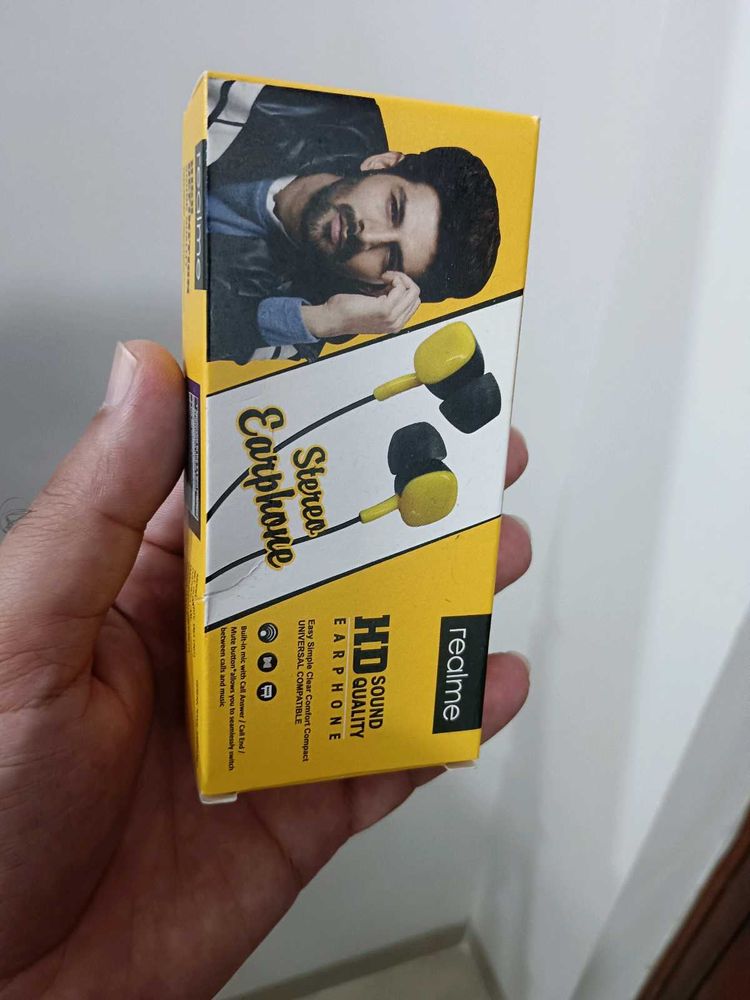 realme
Stereo
Earphone
realme
HD SOUND
QUALITY
EARPHONE
Easy Simple Clear Comfort Compact
UNIVERSAL COMPATIBLE
Built-in mic with Call Answer / Call End /
Mute button*allows you to seamlessly switch
between calls and music